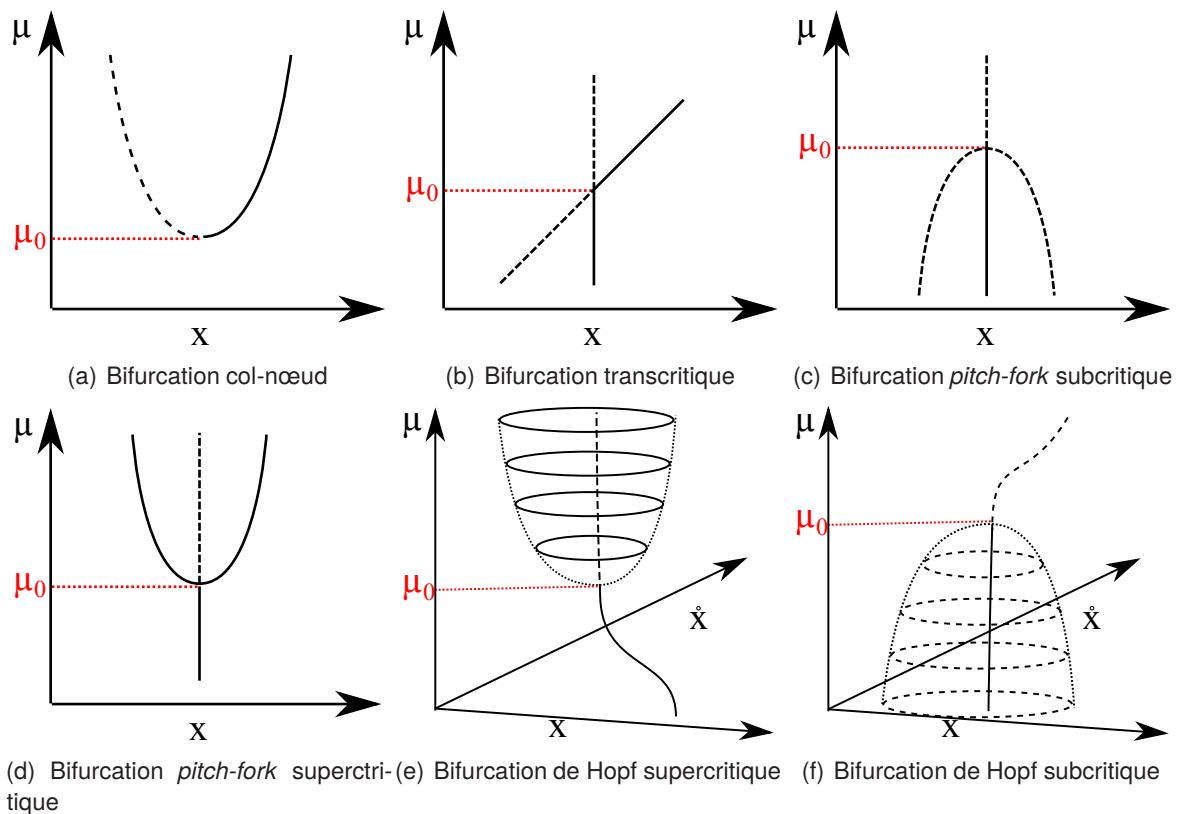 μ
μ
μ
μ₀
μ₀
μ₀
x
x
x
(a) Bifurcation col-nœud
(b) Bifurcation transcritique
(c) Bifurcation pitch-fork subcritique
μ
μ
μ
μ₀
μ₀
μ₀
x̊
x̊
x
x
x
(d) Bifurcation pitch-fork superctri-
tique
(e) Bifurcation de Hopf supercritique
(f) Bifurcation de Hopf subcritique